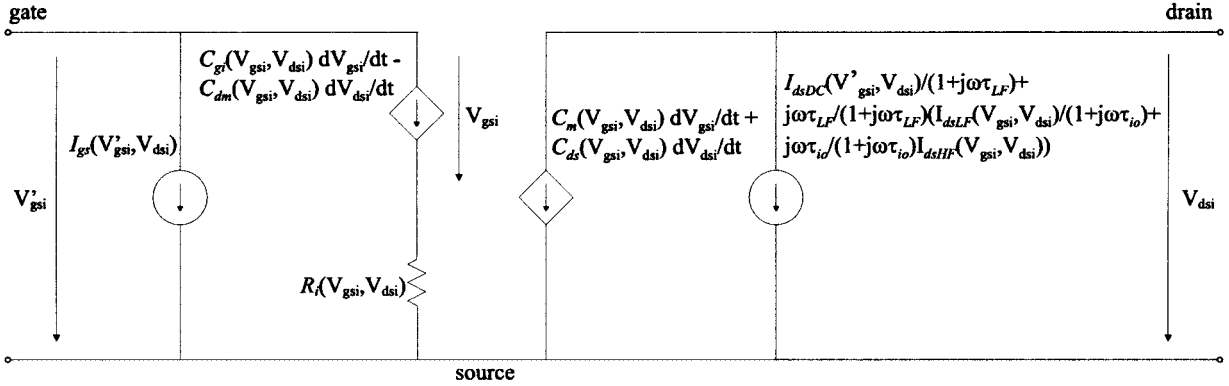 gate
drain
C_gi(V_gsi,V_dsi) dV_gsi/dt -
C_dm(V_gsi,V_dsi) dV_dsi/dt
I_gs(V'_gsi,V_dsi)
V'_gsi
V_gsi
R_i(V_gsi,V_dsi)
C_m(V_gsi,V_dsi) dV_gsi/dt +
C_ds(V_gsi,V_dsi) dV_dsi/dt
I_dsDC(V'_gsi,V_dsi)/(1+jωτ_LF)+
jωτ_LF/(1+jωτ_LF)(I_dsLF(V_gsi,V_dsi)/(1+jωτ_io)+
jωτ_io/(1+jωτ_io)I_dsHF(V_gsi,V_dsi))
V_dsi
source